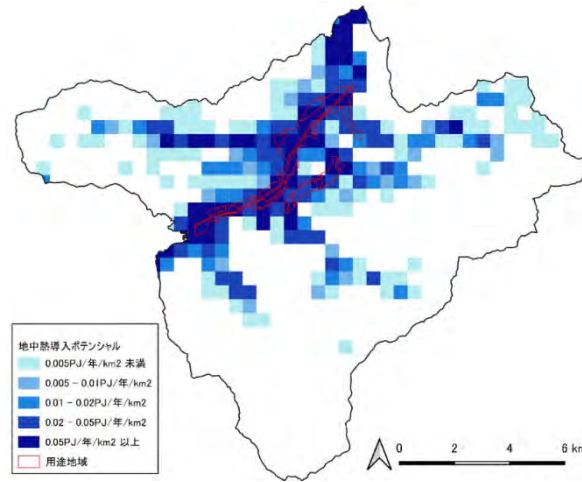 地中熱導入ポテンシャル
0.005PJ/年/km2 未満
0.005 - 0.01PJ/年/km2
0.01 - 0.02PJ/年/km2
0.02 - 0.05PJ/年/km2
0.05PJ/年/km2 以上
用途地域
0 2 4 6 km